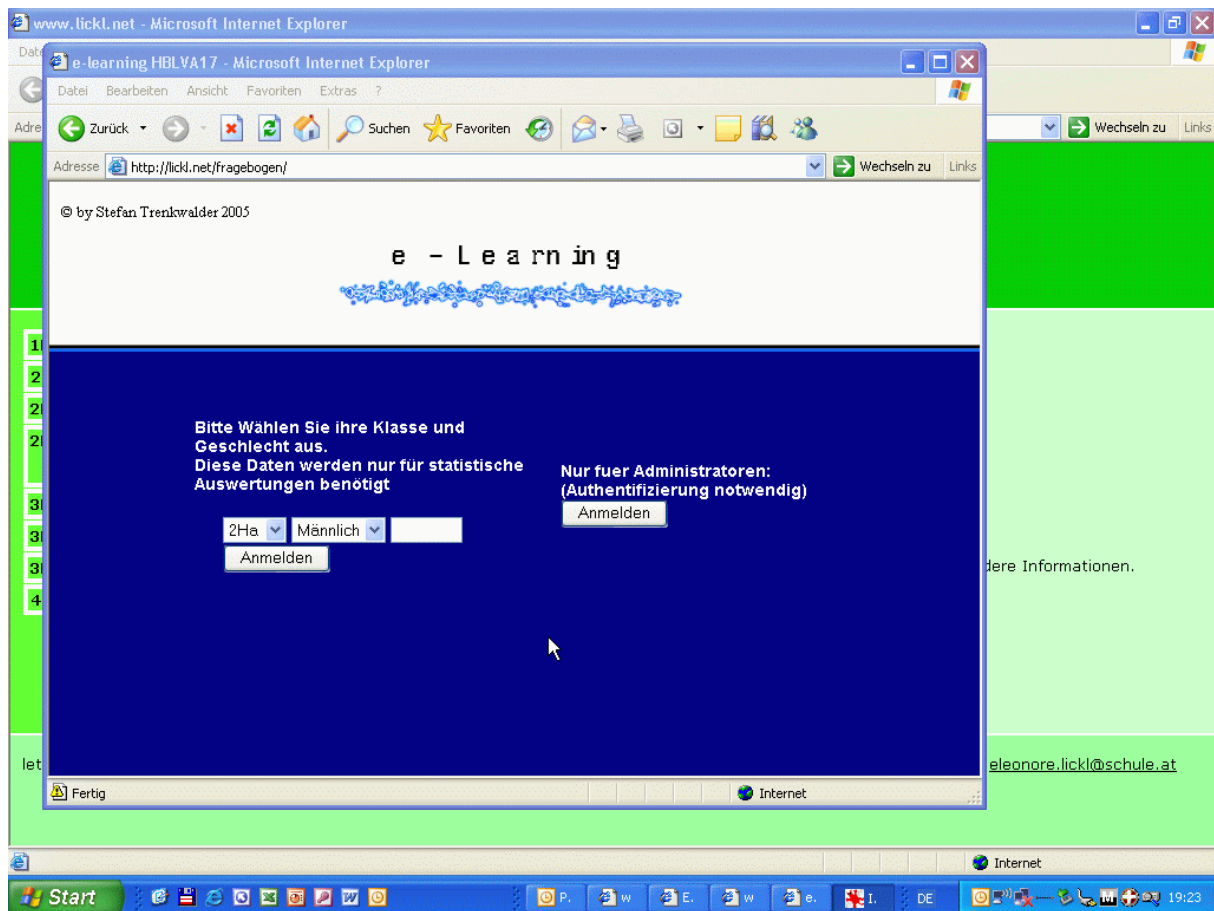 www.lickl.net - Microsoft Internet Explorer
e-learning HBLVA17 - Microsoft Internet Explorer
Datei Bearbeiten Ansicht Favoriten Extras ?
Zurück Suchen Favoriten
Adresse http://lickl.net/fragebogen/ Wechseln zu Links
Wechseln zu Links
© by Stefan Trenkwalder 2005
e - Learning
Bitte Wählen Sie ihre Klasse und
Geschlecht aus.
Diese Daten werden nur für statistische
Auswertungen benötigt
2Ha Männlich
Anmelden
Nur fuer Administratoren:
(Authentifizierung notwendig)
Anmelden
dere Informationen.
let
eleonore.lickl@schule.at
Fertig Internet
Internet
Start P. w E. w e. I. DE 19:23